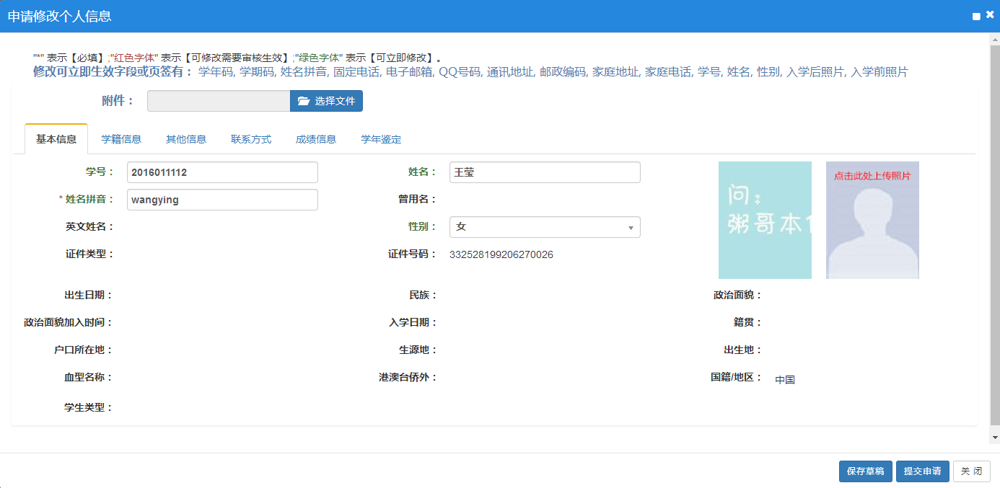 申请修改个人信息
"*" 表示【必填】;"红色字体" 表示【可修改需要审核生效】;"绿色字体" 表示【可立即修改】。
修改可立即生效字段或页签有： 学年码, 学期码, 姓名拼音, 固定电话, 电子邮箱, QQ号码, 通讯地址, 邮政编码, 家庭地址, 家庭电话, 学号, 姓名, 性别, 入学后照片, 入学前照片
附件： 选择文件
基本信息 学籍信息 其他信息 联系方式 成绩信息 学年鉴定
学号： 2016011112 姓名： 王莹
* 姓名拼音： wangying 曾用名：
英文姓名： 性别： 女
证件类型： 证件号码： 332528199206270026
问：
粥哥本
点击此处上传照片
出生日期： 民族： 政治面貌：
政治面貌加入时间： 入学日期： 籍贯：
户口所在地： 生源地： 出生地：
血型名称： 港澳台侨外： 国籍/地区： 中国
学生类型：
保存草稿 提交申请 关 闭